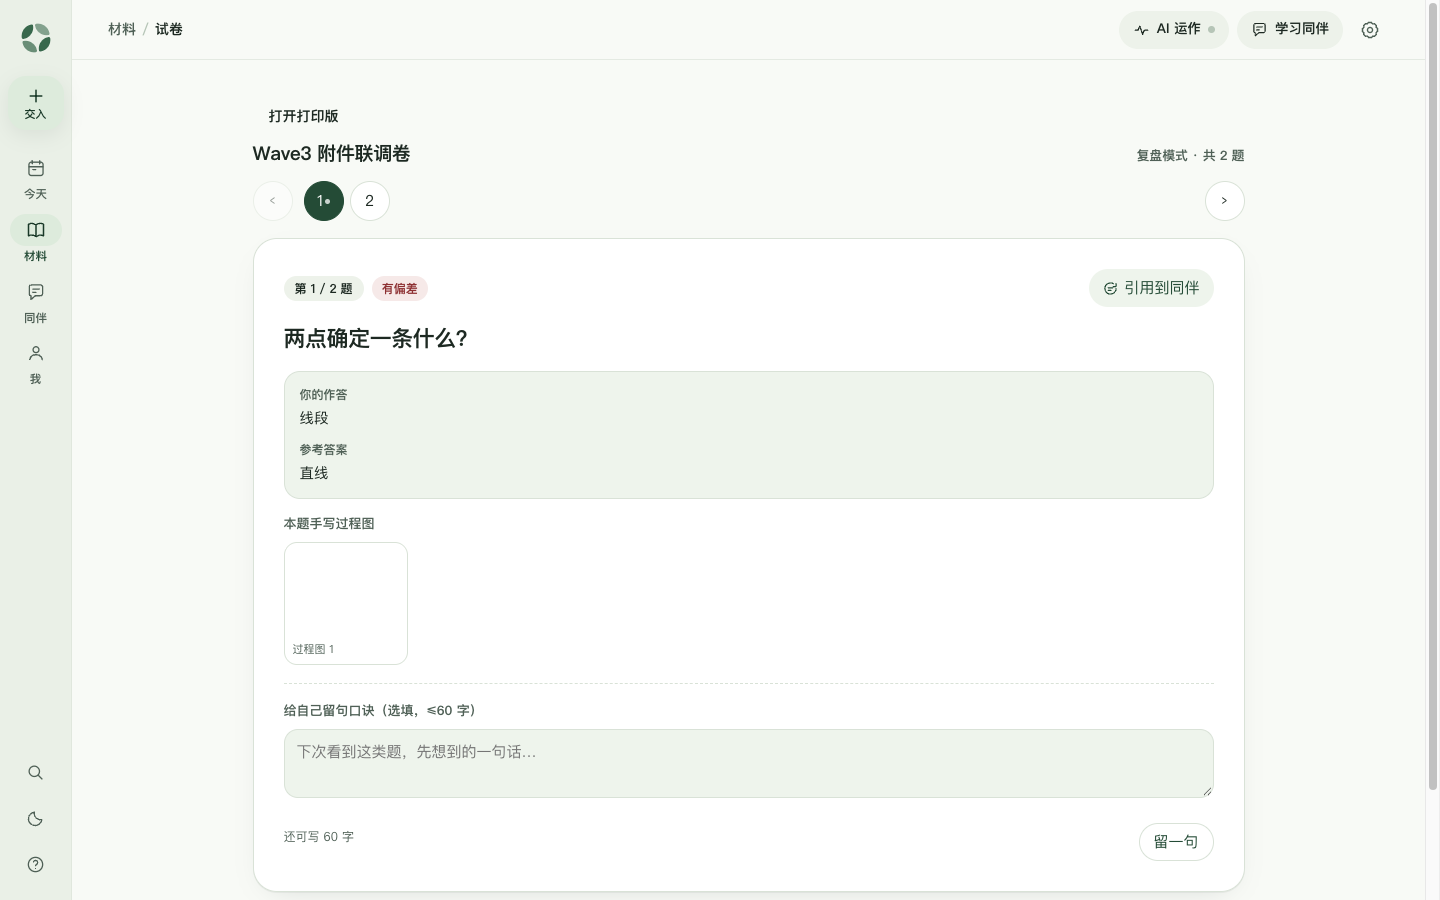 材料 / 试卷
AI 运作
学习同伴
交入
今天
材料
同伴
我
打开打印版
Wave3 附件联调卷
复盘模式 · 共 2 题
1
2
第 1 / 2 题
有偏差
引用到同伴
两点确定一条什么?
你的作答
线段
参考答案
直线
本题手写过程图
过程图 1
给自己留句口诀（选填，≤60 字）
下次看到这类题，先想到的一句话…
还可写 60 字
留一句